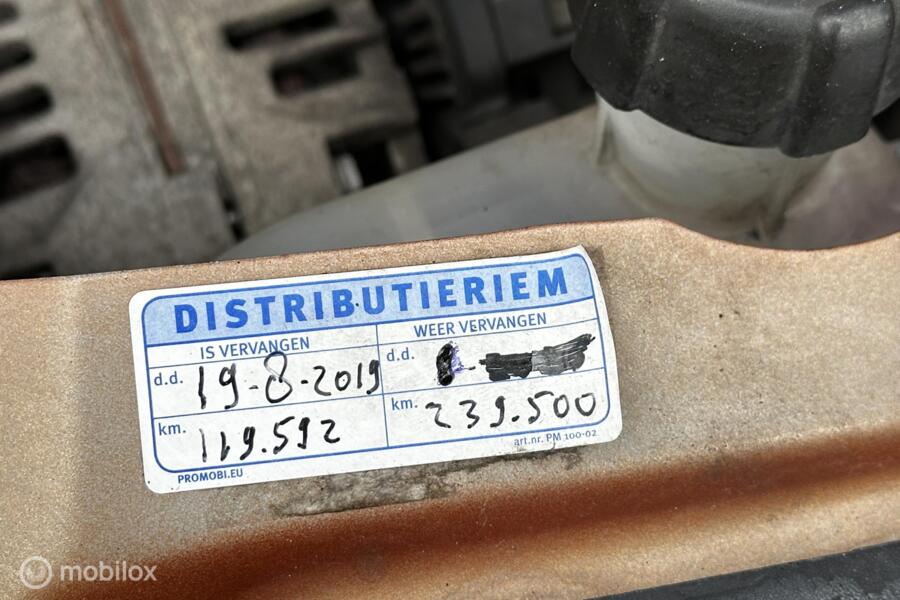 DISTRIBUTIERIEM
IS VERVANGEN
WEER VERVANGEN
d.d. 19-8-2019
d.d.
km. 119.592
km. 239.500
PROMOBI.EU
art.nr. PM 100-02
mobilox